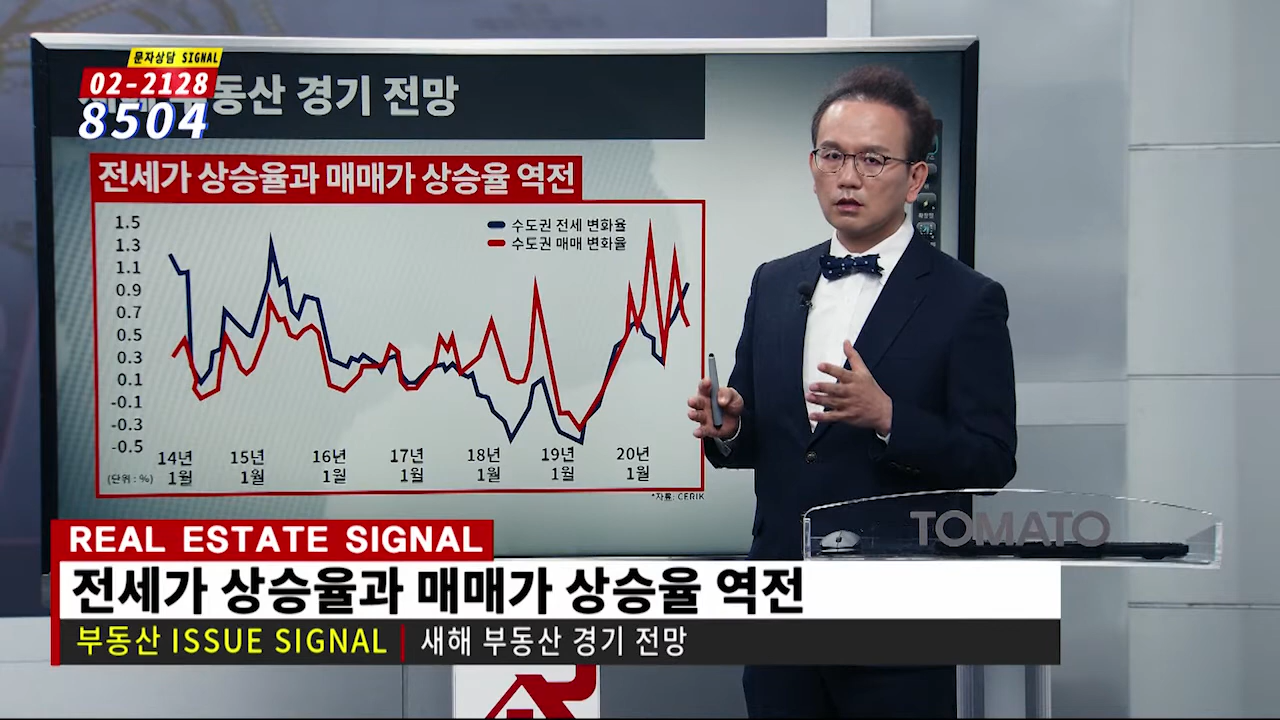 문자상담 SIGNAL
02-2128
8504
부동산 경기 전망
전세가 상승율과 매매가 상승율 역전
수도권 전세 변화율
수도권 매매 변화율
1.5
1.3
1.1
0.9
0.7
0.5
0.3
0.1
-0.1
-0.3
-0.5
(단위 : %)
14년 15년 16년 17년 18년 19년 20년
1월 1월 1월 1월 1월 1월 1월
*자료: CERIK
TOMATO
REAL ESTATE SIGNAL
전세가 상승율과 매매가 상승율 역전
부동산 ISSUE SIGNAL 새해 부동산 경기 전망